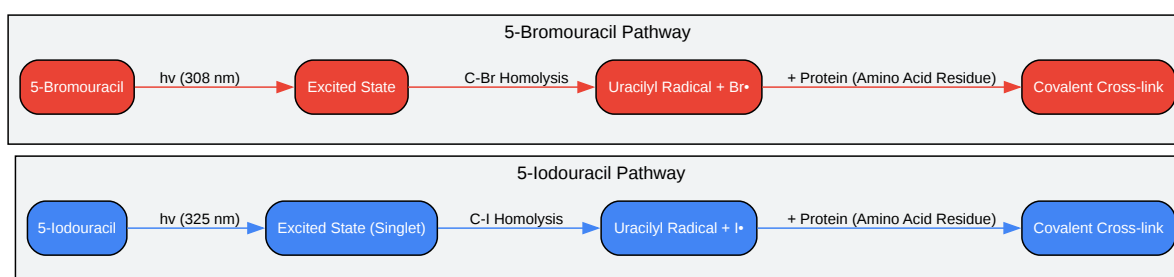 5-Bromouracil Pathway
5-Bromouracil
hv (308 nm)
Excited State
C-Br Homolysis
Uracilyl Radical + Br•
+ Protein (Amino Acid Residue)
Covalent Cross-link
5-Iodouracil Pathway
5-Iodouracil
hv (325 nm)
Excited State (Singlet)
C-I Homolysis
Uracilyl Radical + I•
+ Protein (Amino Acid Residue)
Covalent Cross-link